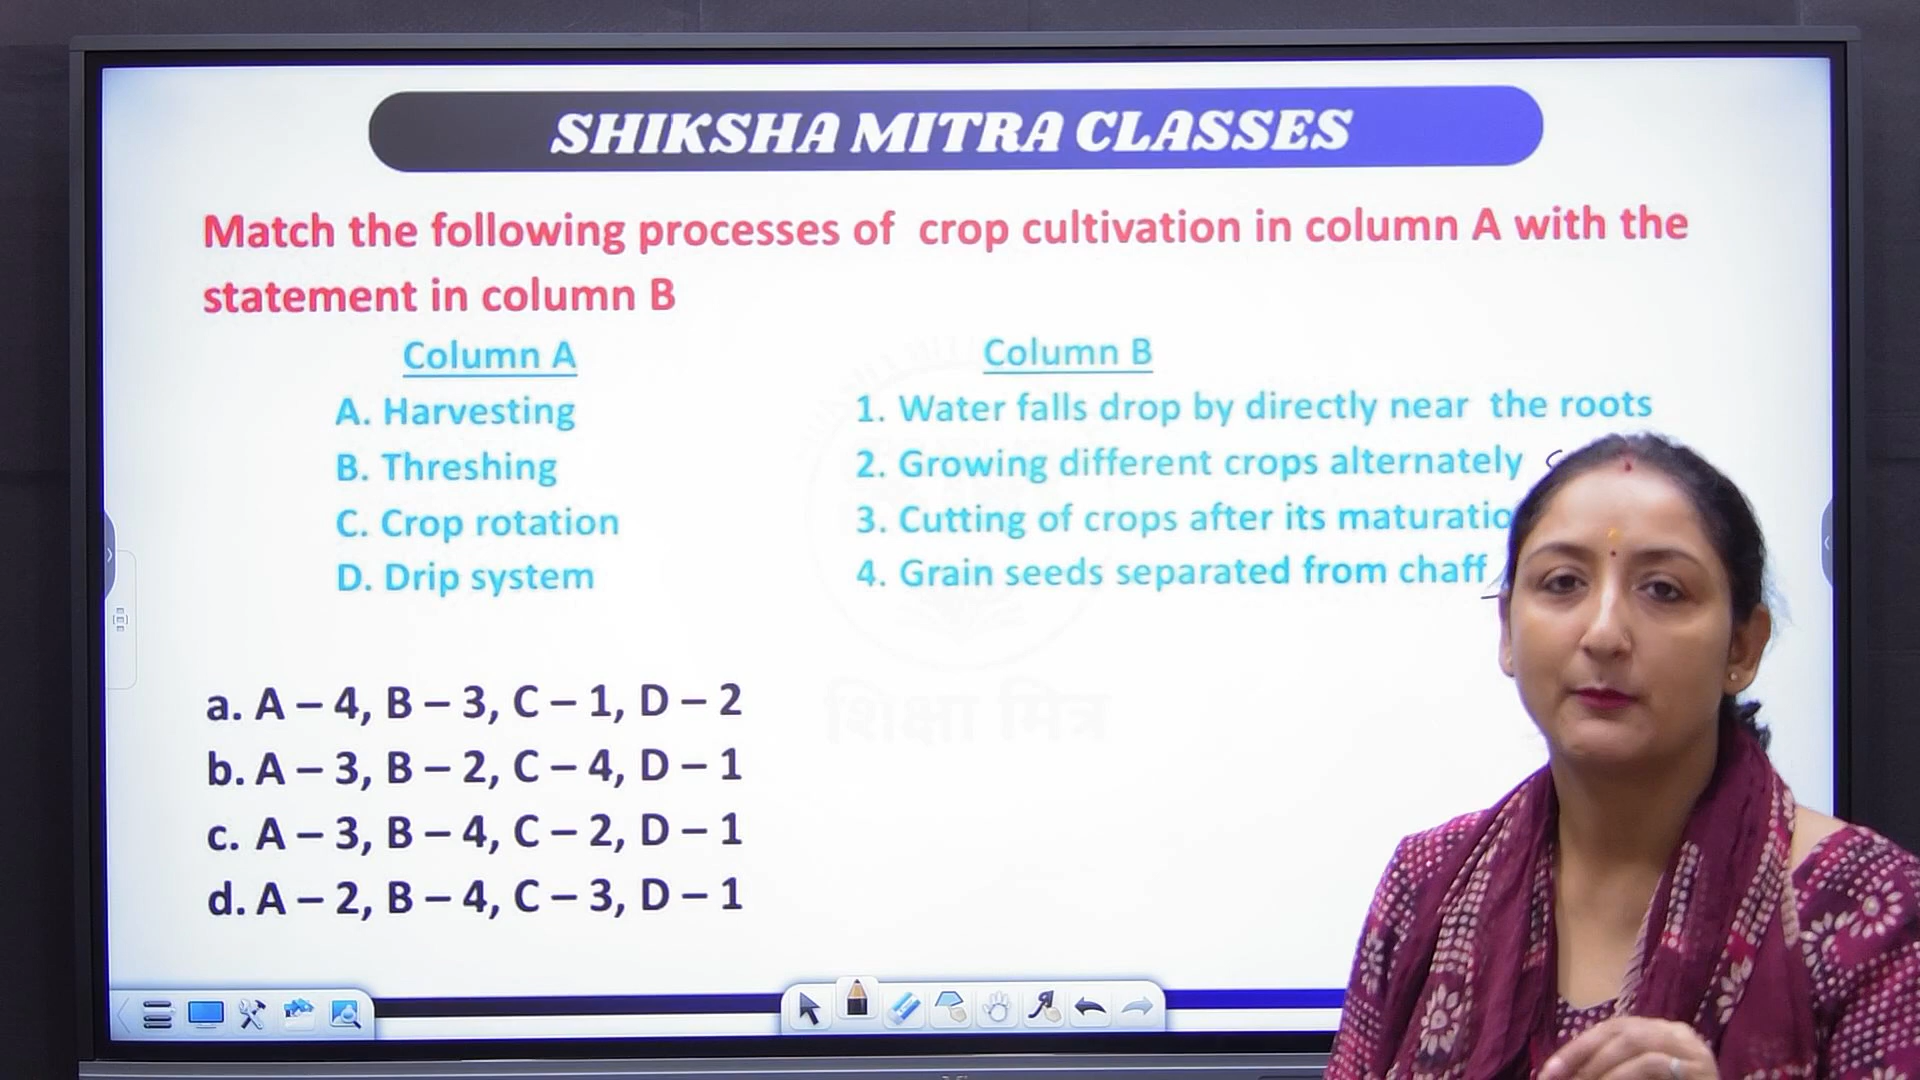 SHIKSHA MITRA CLASSES
Match the following processes of crop cultivation in column A with the
statement in column B
Column A
Column B
A. Harvesting
1. Water falls drop by directly near the roots
B. Threshing
2. Growing different crops alternately
C. Crop rotation
3. Cutting of crops after its maturatio
D. Drip system
4. Grain seeds separated from chaff
शिक्षा मित्र
a. A – 4, B – 3, C – 1, D – 2
b. A – 3, B – 2, C – 4, D – 1
c. A – 3, B – 4, C – 2, D – 1
d. A – 2, B – 4, C – 3, D – 1